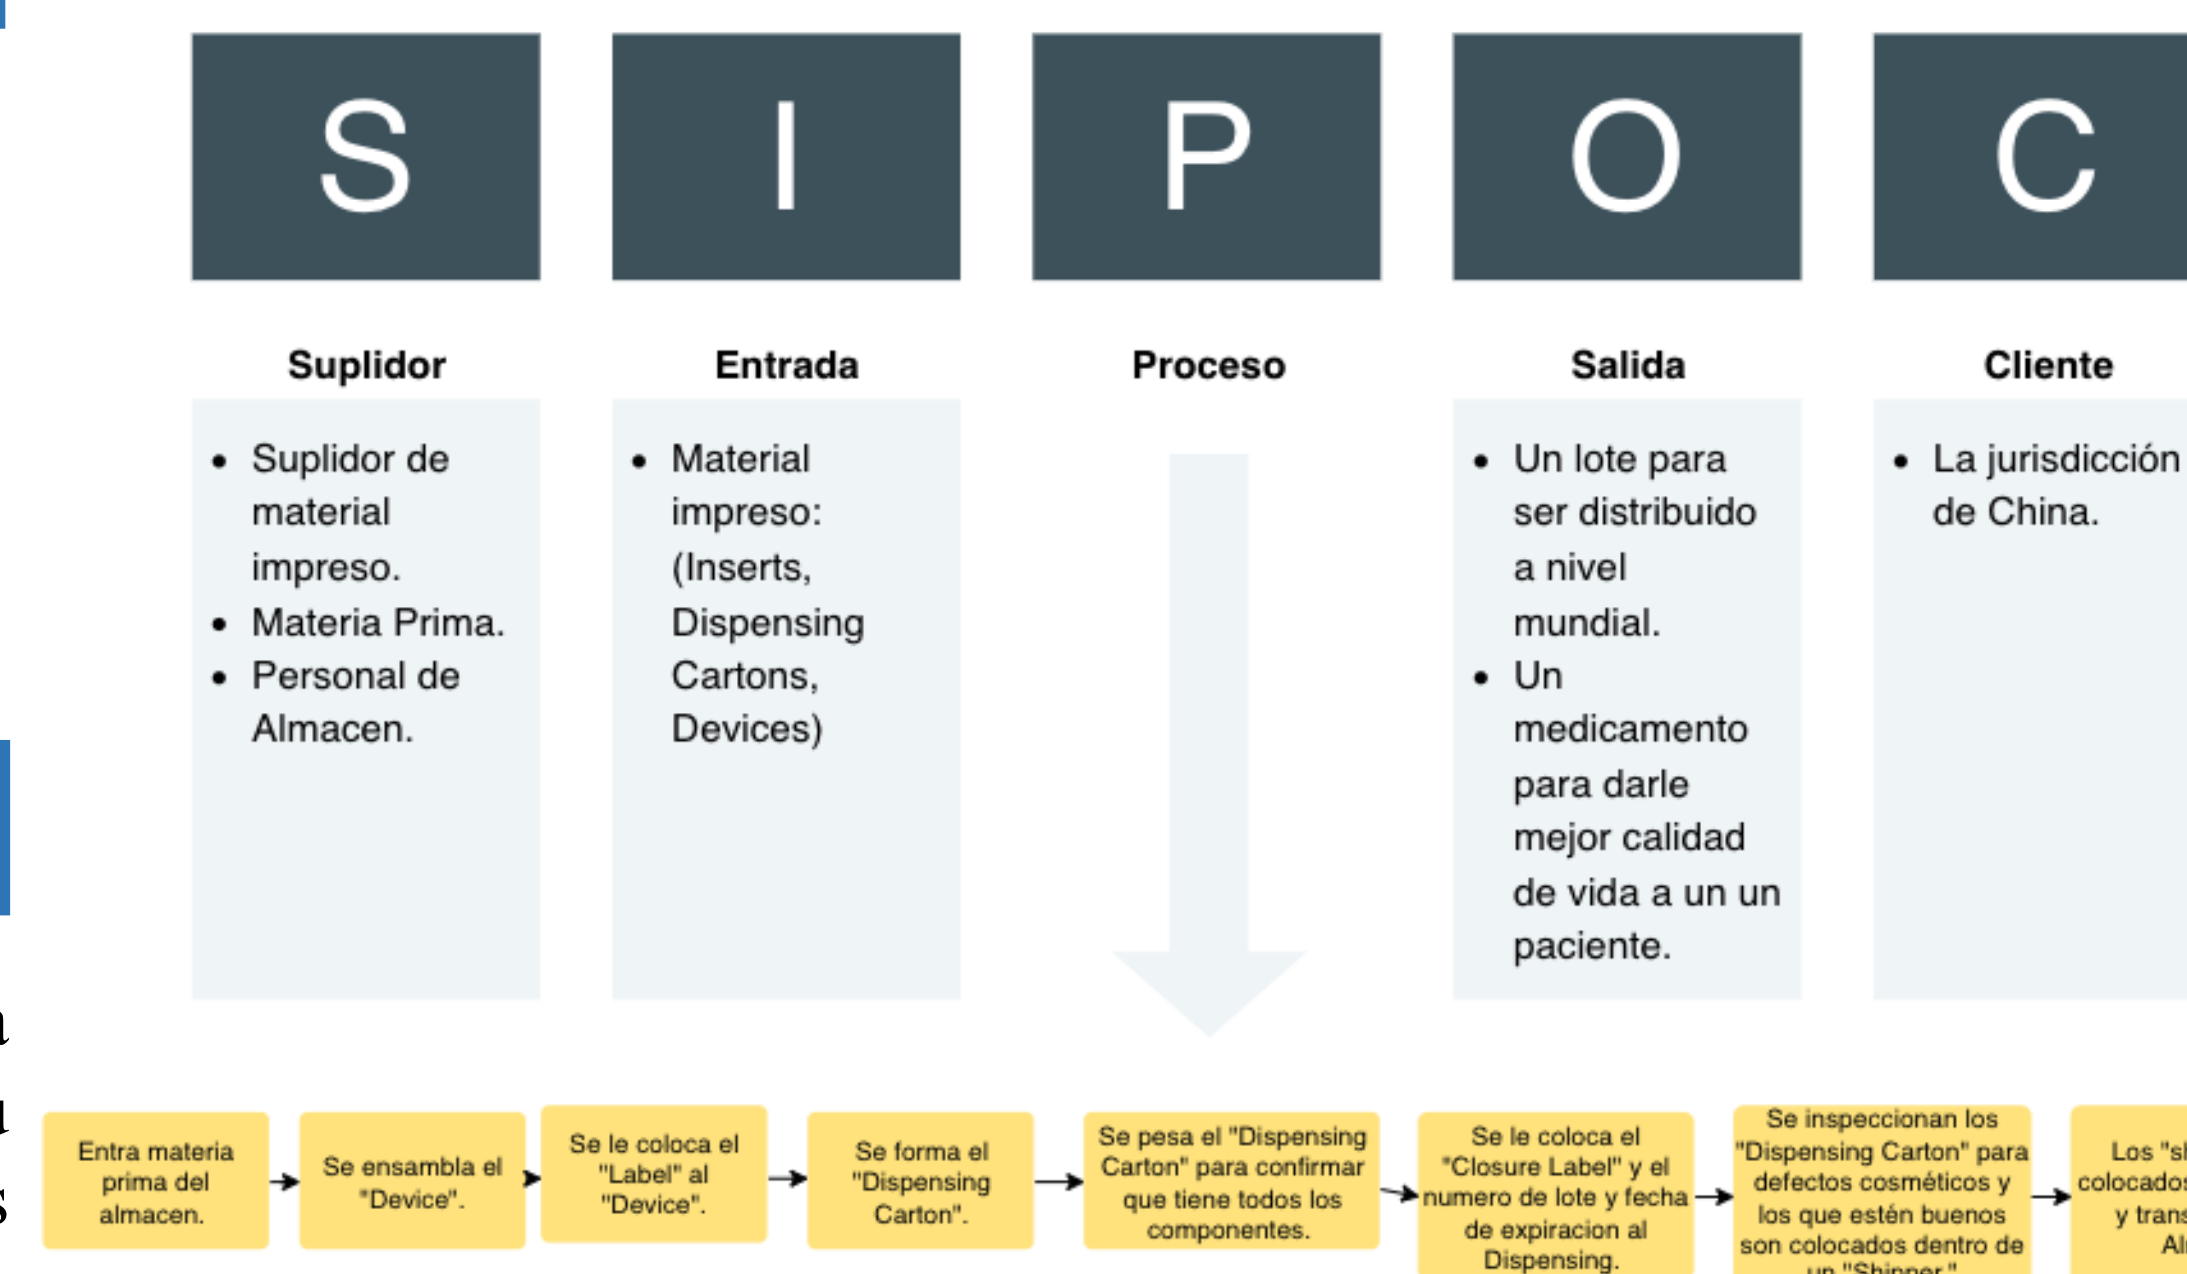 S
I
P
O
C
Suplidor
Entrada
Proceso
Salida
Cliente
• Suplidor de
material
impreso.
• Materia Prima.
• Personal de
Almacen.
• Material
impreso:
(Inserts,
Dispensing
Cartons,
Devices)
• Un lote para
ser distribuido
a nivel
mundial.
• Un
medicamento
para darle
mejor calidad
de vida a un un
paciente.
• La jurisdicción
de China.
Entra materia
prima del
almacen.
Se ensambla el
"Device".
Se le coloca el
"Label" al
"Device".
Se forma el
"Dispensing
Carton".
Se pesa el "Dispensing
Carton" para confirmar
que tiene todos los
componentes.
Se le coloca el
"Closure Label" y el
numero de lote y fecha
de expiracion al
Dispensing.
Se inspeccionan los
"Dispensing Carton" para
defectos cosméticos y
los que estén buenos
son colocados dentro de
un "Shipper."
Los
colocados
y